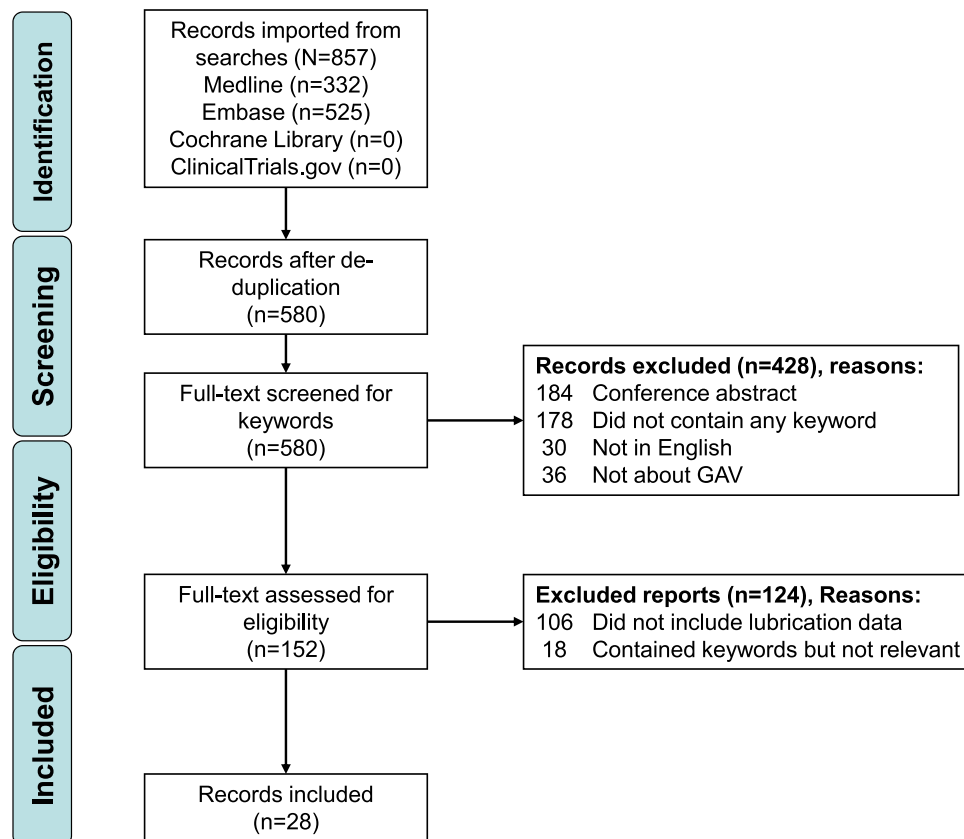 Identification
Records imported from
searches (N=857)
Medline (n=332)
Embase (n=525)
Cochrane Library (n=0)
ClinicalTrials.gov (n=0)
Screening
Records after de-
duplication
(n=580)
Full-text screened for
keywords
(n=580)
Records excluded (n=428), reasons:
184 Conference abstract
178 Did not contain any keyword
30 Not in English
36 Not about GAV
Eligibility
Full-text assessed for
eligibility
(n=152)
Excluded reports (n=124), Reasons:
106 Did not include lubrication data
18 Contained keywords but not relevant
Included
Records included
(n=28)